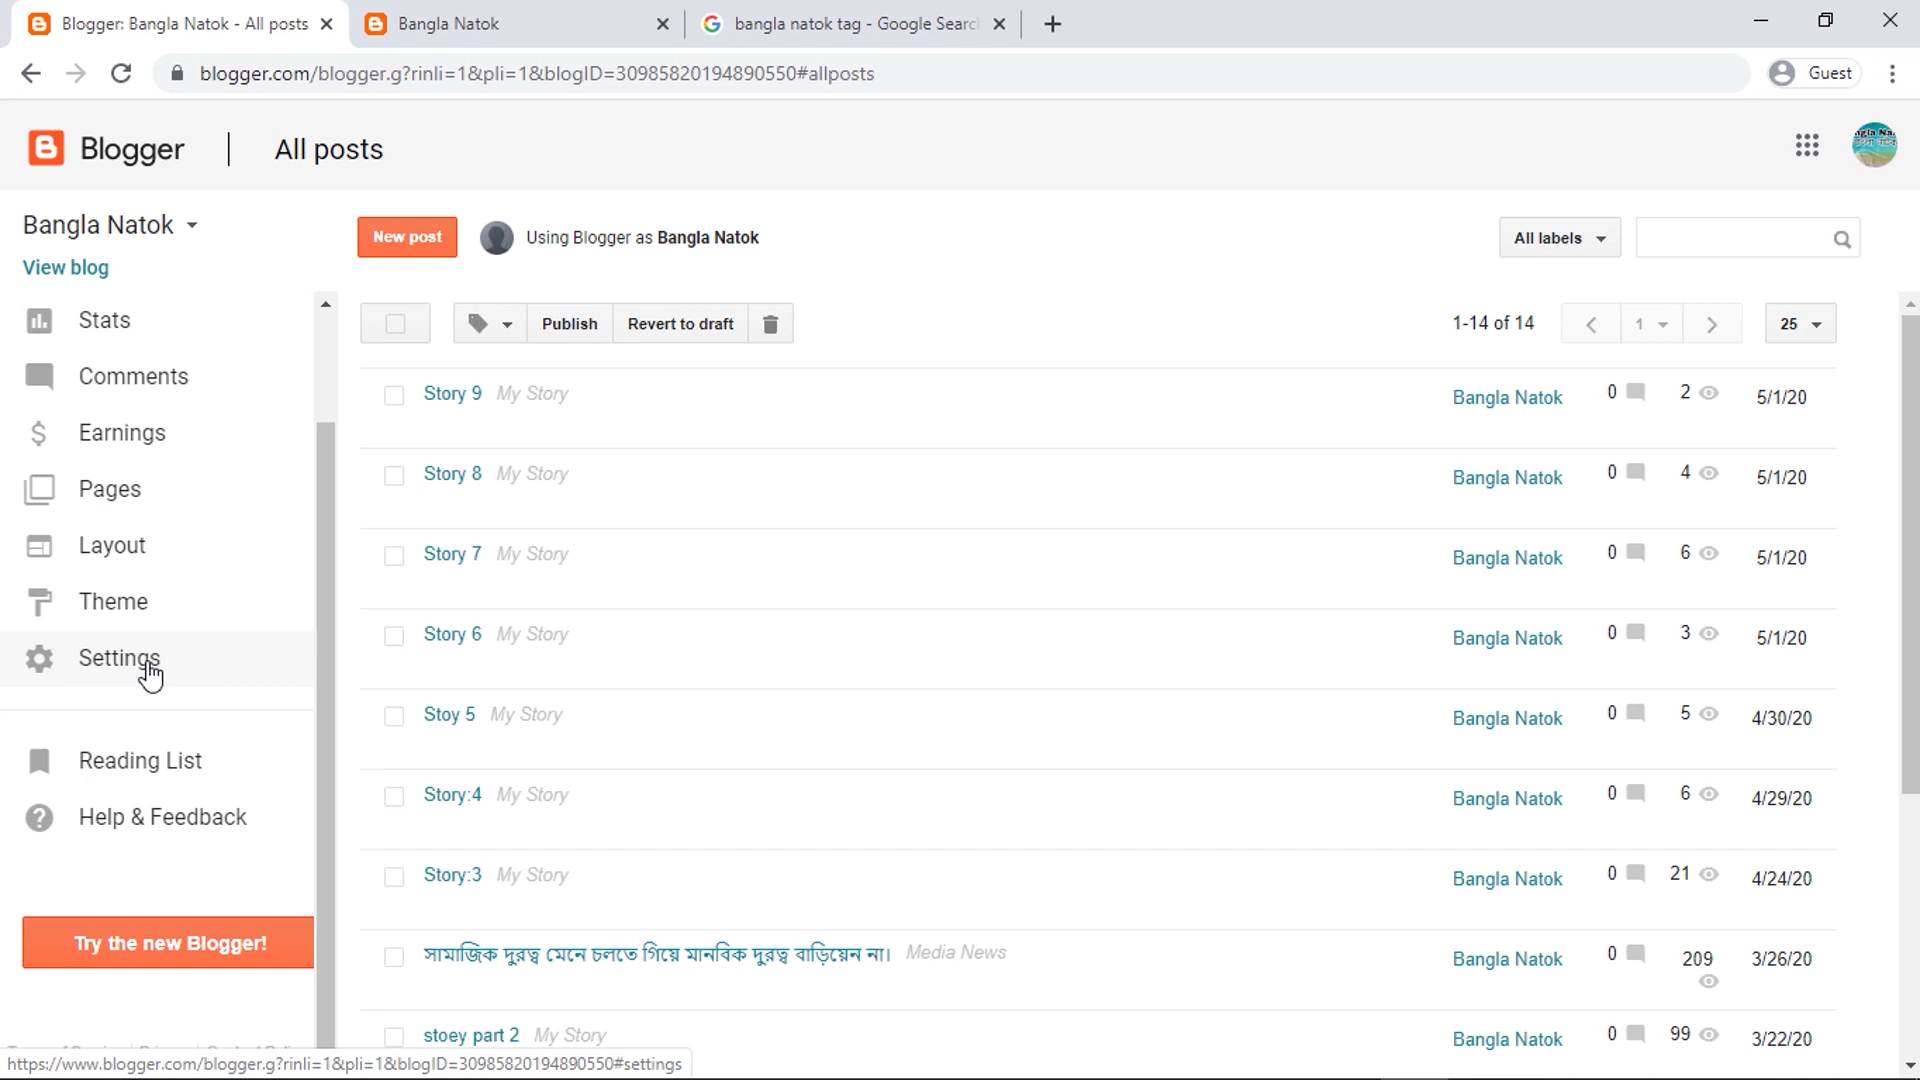 Blogger: Bangla Natok - All posts
Bangla Natok
bangla natok tag - Google Searc
blogger.com/blogger.g?rinli=1&pli=1&blogID=30985820194890550#allposts
Guest
Blogger | All posts
Bangla Natok
View blog
New post
Using Blogger as Bangla Natok
All labels
Stats
Comments
Earnings
Pages
Layout
Theme
Settings
Reading List
Help & Feedback
Try the new Blogger!
Publish
Revert to draft
1-14 of 14
1
25
Story 9 My Story Bangla Natok 0 2 5/1/20
Story 8 My Story Bangla Natok 0 4 5/1/20
Story 7 My Story Bangla Natok 0 6 5/1/20
Story 6 My Story Bangla Natok 0 3 5/1/20
Stoy 5 My Story Bangla Natok 0 5 4/30/20
Story:4 My Story Bangla Natok 0 6 4/29/20
Story:3 My Story Bangla Natok 0 21 4/24/20
সামাজিক দুরত্ব মেনে চলতে গিয়ে মানবিক দুরত্ব বাড়িয়েন না। Media News Bangla Natok 0 209 3/26/20
stoey part 2 My Story Bangla Natok 0 99 3/22/20
https://www.blogger.com/blogger.g?rinli=1&pli=1&blogID=30985820194890550#settings